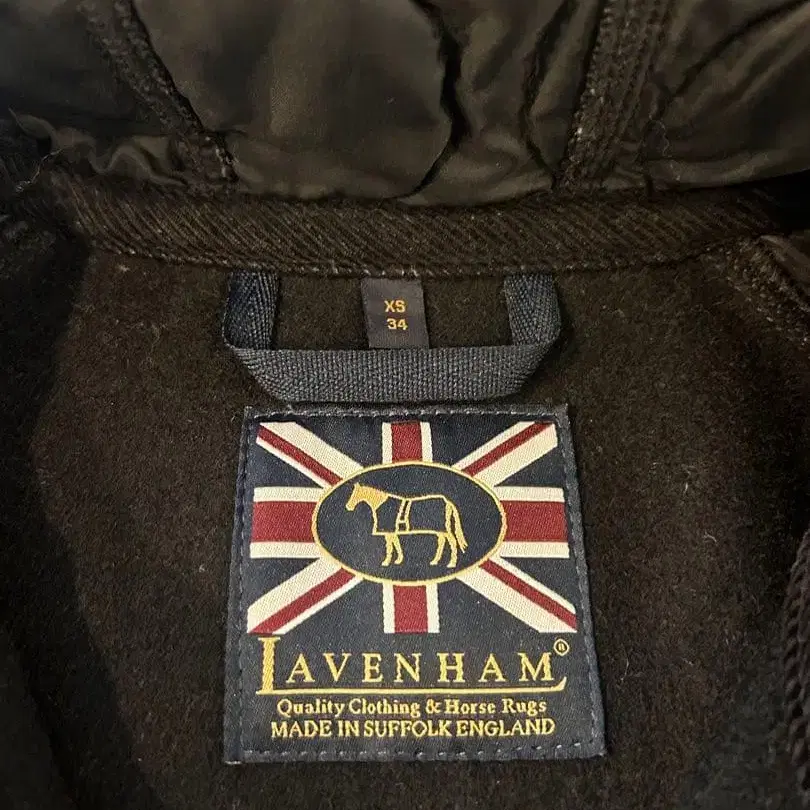 XS
34
LAVENHAM®
Quality Clothing & Horse Rugs
MADE IN SUFFOLK ENGLAND